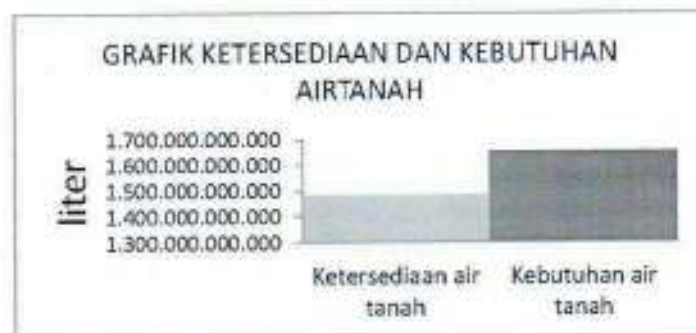 GRAFIK KETERSEDIAAN DAN KEBUTUHAN
AIRTANAH
liter
1.700.000.000.000
1.600.000.000.000
1.500.000.000.000
1.400.000.000.000
1.300.000.000.000
Ketersediaan air
tanah
Kebutuhan air
tanah